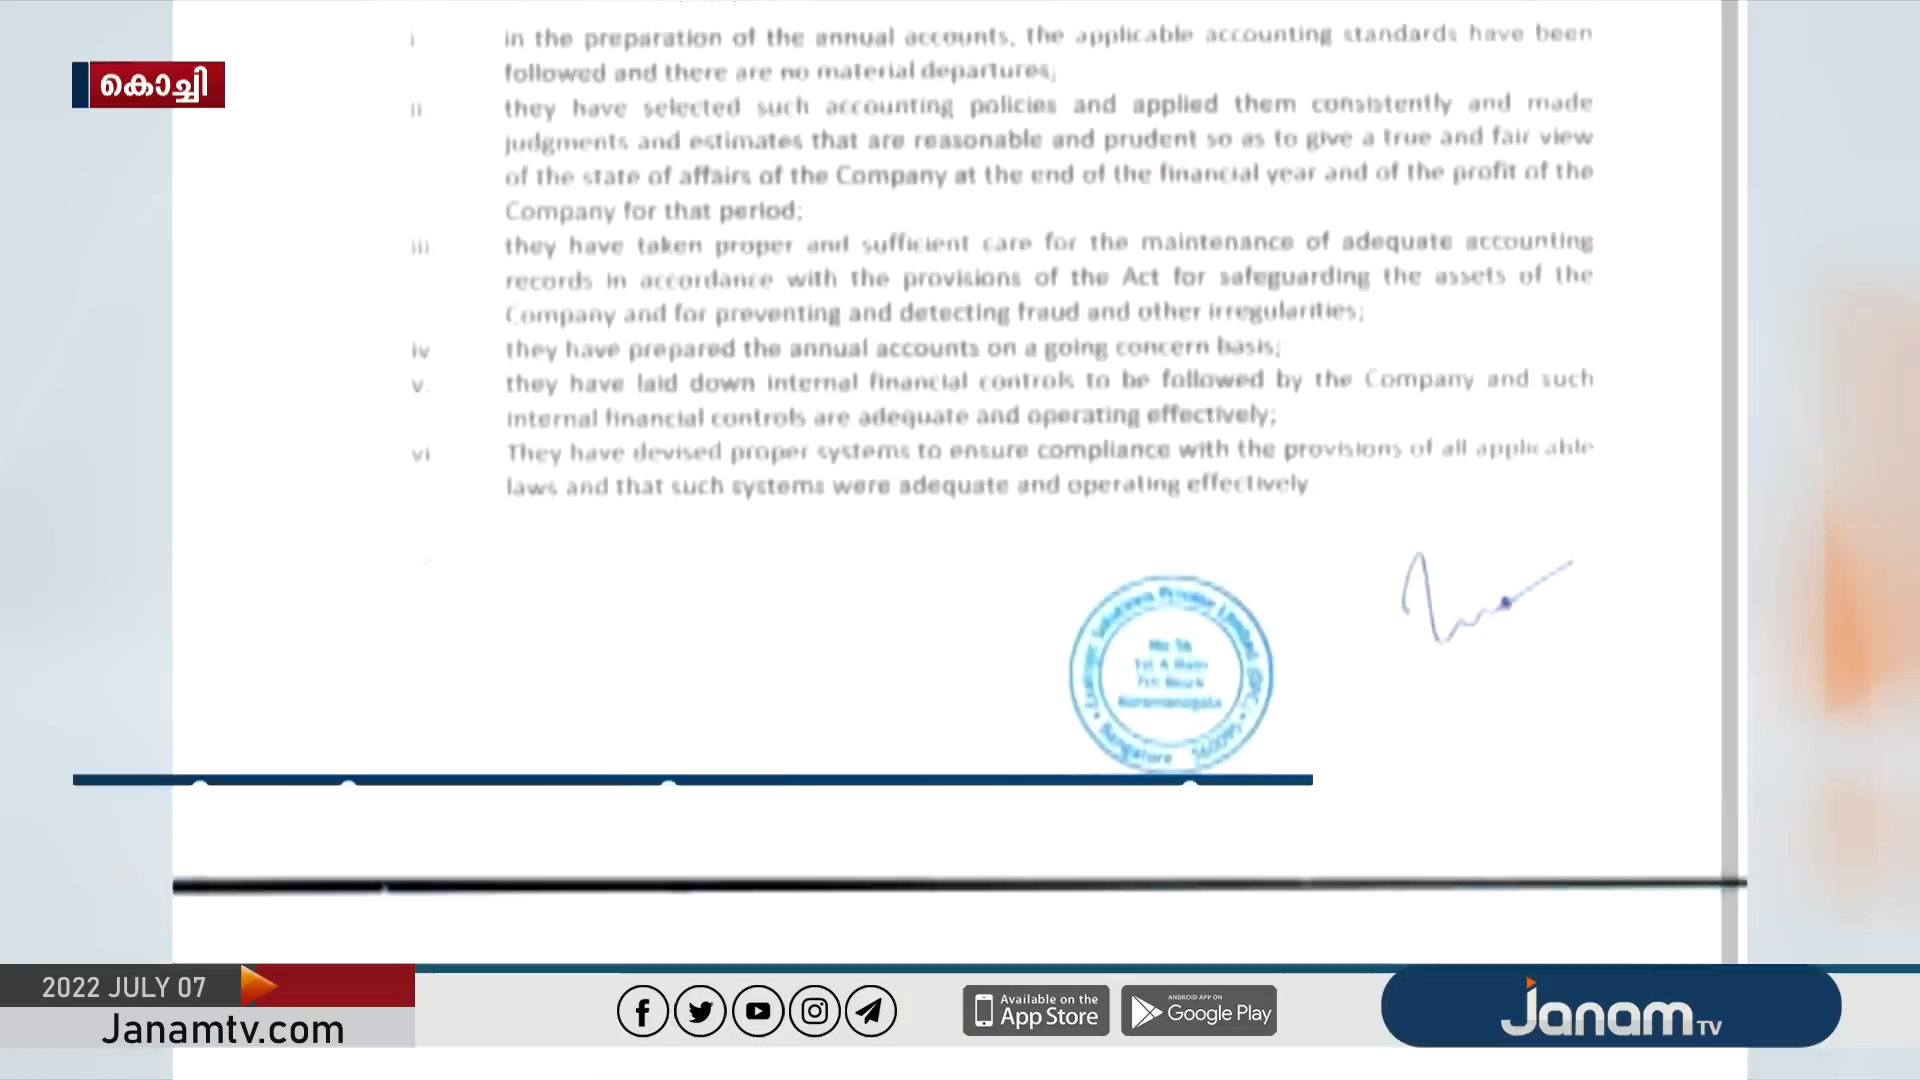 കൊച്ചി
i in the preparation of the annual accounts, the applicable accounting standards have been
followed and there are no material departures;
ii they have selected such accounting policies and applied them consistently and made
judgments and estimates that are reasonable and prudent so as to give a true and fair view
of the state of affairs of the Company at the end of the financial year and of the profit of the
Company for that period;
iii they have taken proper and sufficient care for the maintenance of adequate accounting
records in accordance with the provisions of the Act for safeguarding the assets of the
Company and for preventing and detecting fraud and other irregularities;
iv they have prepared the annual accounts on a going concern basis;
v. they have laid down internal financial controls to be followed by the Company and such
internal financial controls are adequate and operating effectively;
vi They have devised proper systems to ensure compliance with the provisions of all applicable
laws and that such systems were adequate and operating effectively.
Solutions Private Limited
Bangalore
2022 JULY 07
Janamtv.com
Available on the
App Store
ANDROID APP ON
Google Play
Janam TV